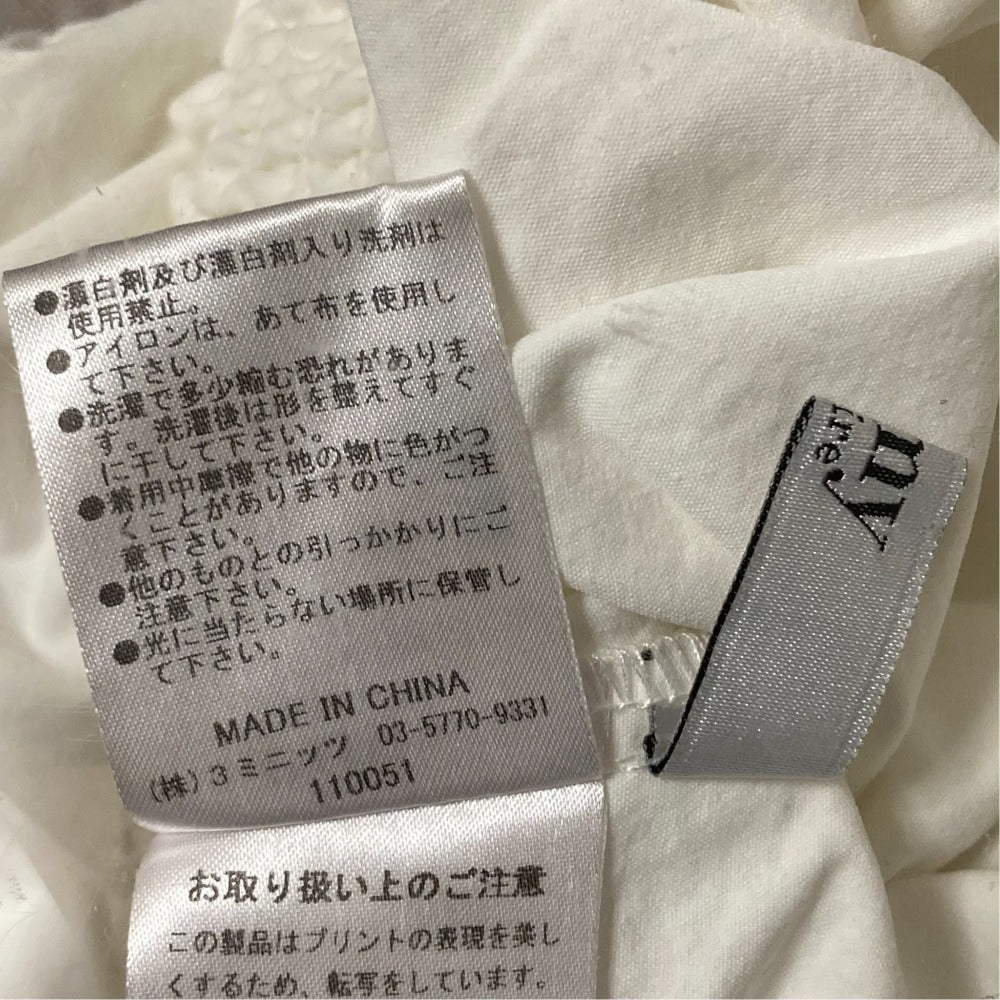 ●漂白剤及び漂白剤入り洗剤は
使用禁止。
●アイロンは、あて布を使用し
て下さい。
●洗濯で多少縮む恐れがありま
す。洗濯後は形を整えてすぐ
に干して下さい。
●着用中摩擦で他の物に色がつ
くことがありますので、ご注
意下さい。
●他のものとの引っかかりにご
注意下さい。
●光に当たらない場所に保管し
て下さい。
MADE IN CHINA
(株)3ミニッツ 03-5770-9331
110051
お取り扱い上のご注意
この製品はプリントの表現を美し
くするため、転写をしています。
ny
ire